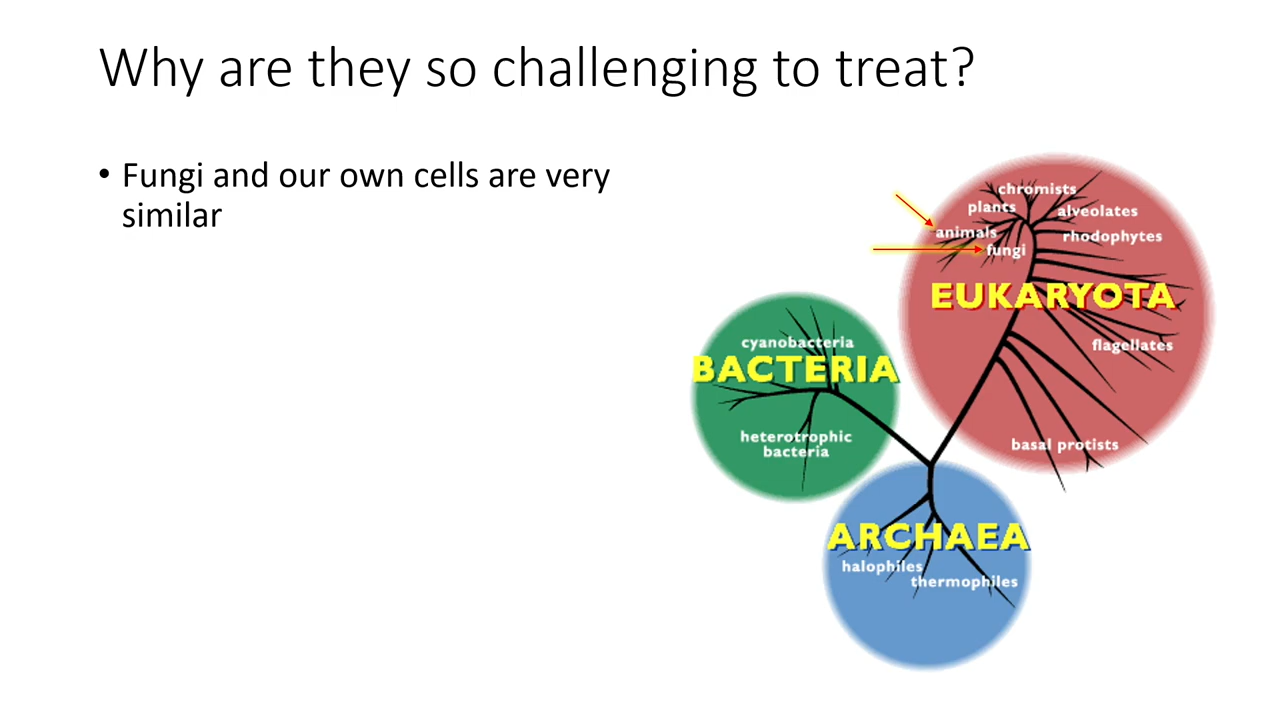 Why are they so challenging to treat?
• Fungi and our own cells are very
similar
chromists
plants
alveolates
animals
rhodophytes
fungi
EUKARYOTA
flagellates
basal protists
cyanobacteria
BACTERIA
heterotrophic
bacteria
ARCHAEA
halophiles
thermophiles